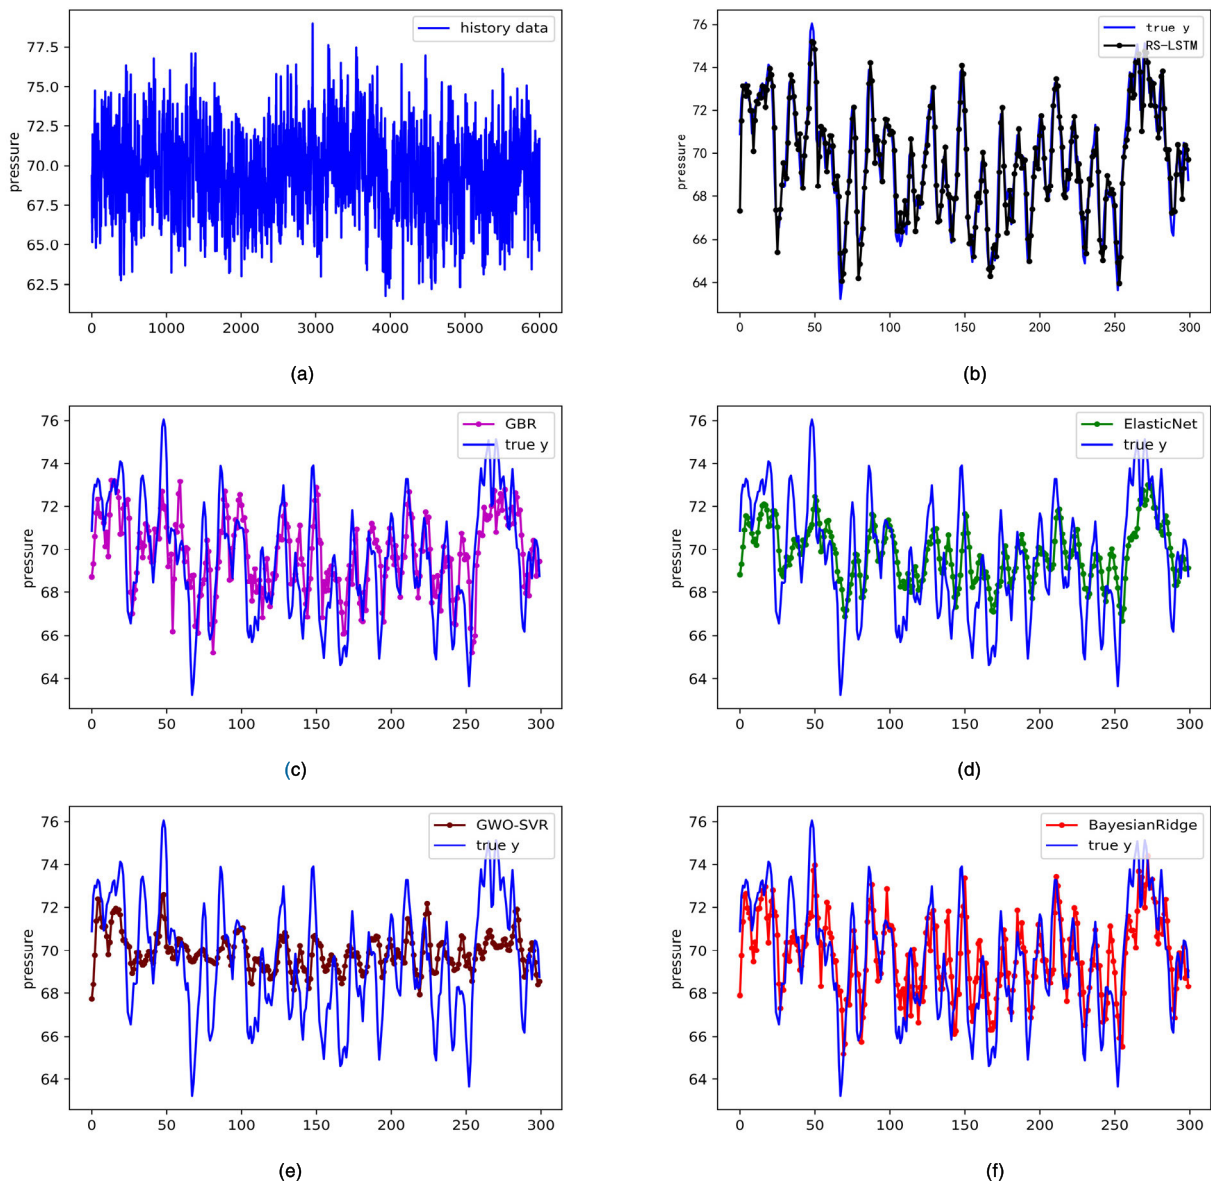 history data
pressure
77.5
75.0
72.5
70.0
67.5
65.0
62.5
0 1000 2000 3000 4000 5000 6000
(a)
true y
RS-LSTM
pressure
76
74
72
70
68
66
64
0 50 100 150 200 250 300
(b)
GBR
true y
pressure
76
74
72
70
68
66
64
0 50 100 150 200 250 300
(c)
ElasticNet
true y
pressure
76
74
72
70
68
66
64
0 50 100 150 200 250 300
(d)
GWO-SVR
true y
pressure
76
74
72
70
68
66
64
0 50 100 150 200 250 300
(e)
BayesianRidge
true y
pressure
76
74
72
70
68
66
64
0 50 100 150 200 250 300
(f)